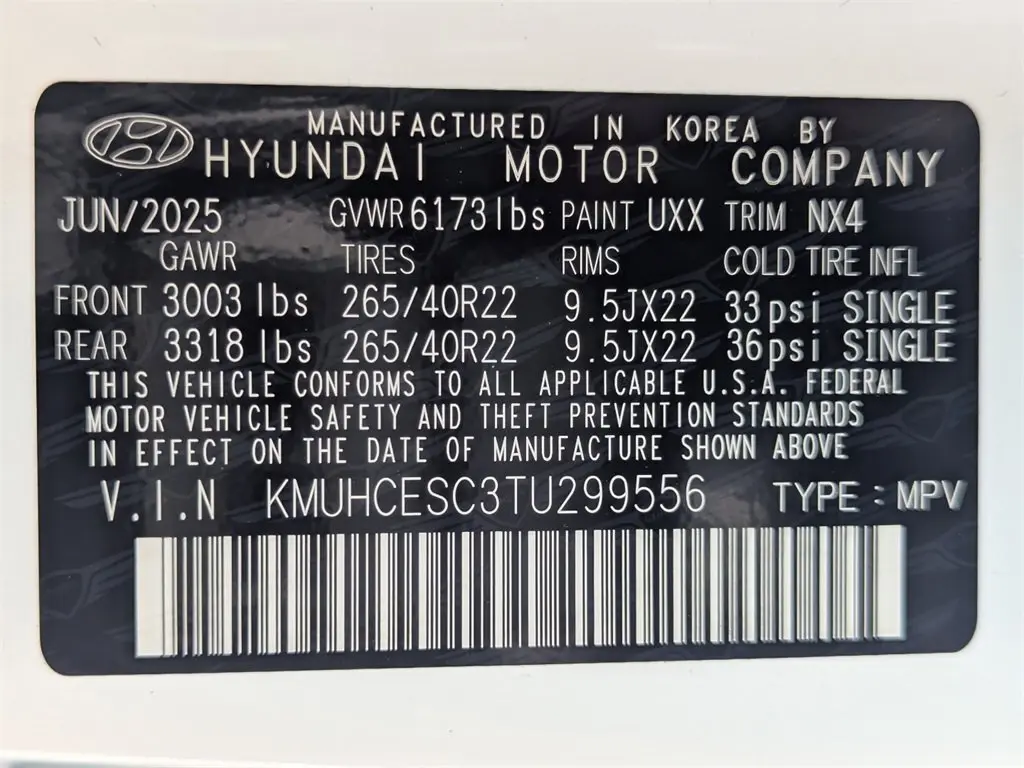 MANUFACTURED IN KOREA BY
HYUNDAI MOTOR COMPANY
JUN/2025 GVWR 6173 lbs PAINT UXX TRIM NX4
GAWR TIRES RIMS COLD TIRE INFL
FRONT 3003 lbs 265/40R22 9.5JX22 33psi SINGLE
REAR 3318 lbs 265/40R22 9.5JX22 36psi SINGLE
THIS VEHICLE CONFORMS TO ALL APPLICABLE U.S.A. FEDERAL
MOTOR VEHICLE SAFETY AND THEFT PREVENTION STANDARDS
IN EFFECT ON THE DATE OF MANUFACTURE SHOWN ABOVE
V.I.N KMUHCESC3TU299556 TYPE : MPV